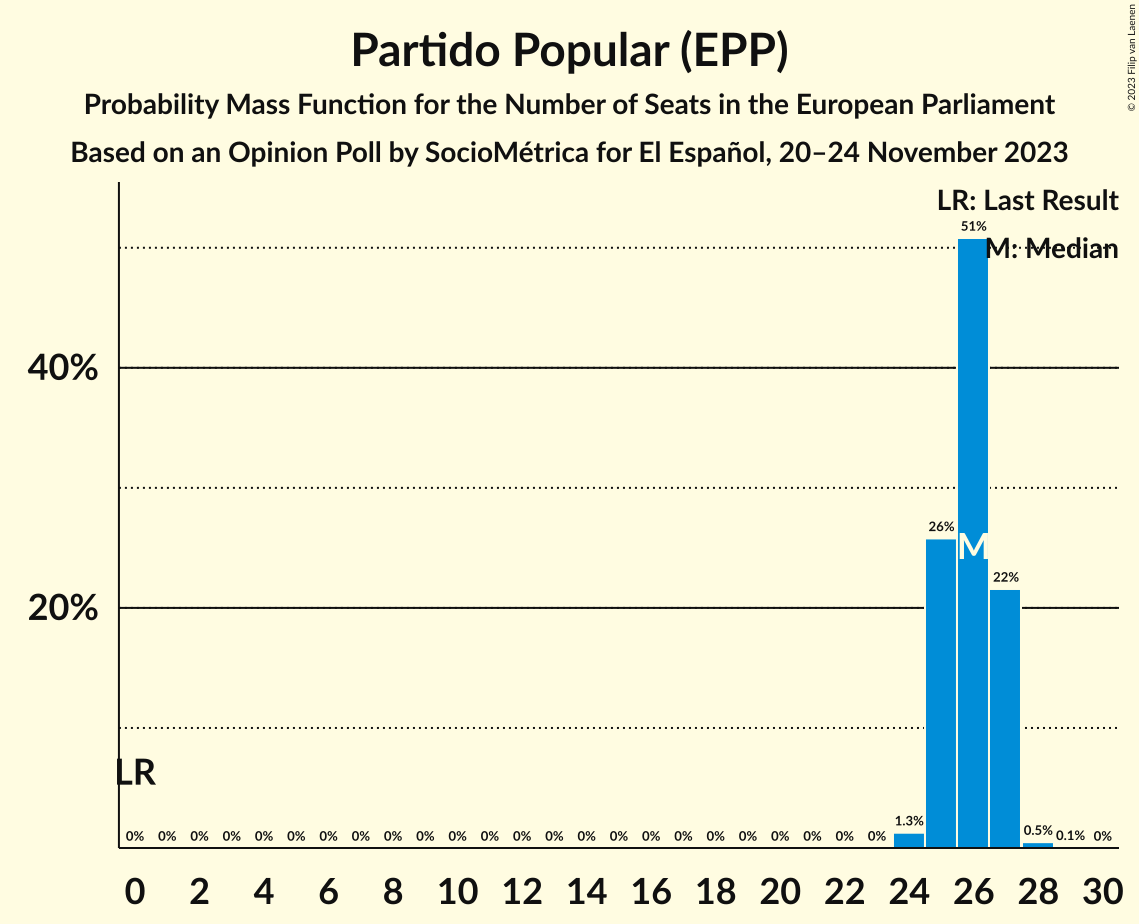 Partido Popular (EPP)
Probability Mass Function for the Number of Seats in the European Parliament
Based on an Opinion Poll by SocioMétrica for El Español, 20–24 November 2023
© 2023 Filip van Laenen
LR: Last Result
M: Median
51%
40%
26%
M
22%
20%
LR
0% 0% 0% 0% 0% 0% 0% 0% 0% 0% 0% 0% 0% 0% 0% 0% 0% 0% 0% 0% 0% 0% 0% 0% 1.3% 0.5% 0.1% 0%
0 2 4 6 8 10 12 14 16 18 20 22 24 26 28 30